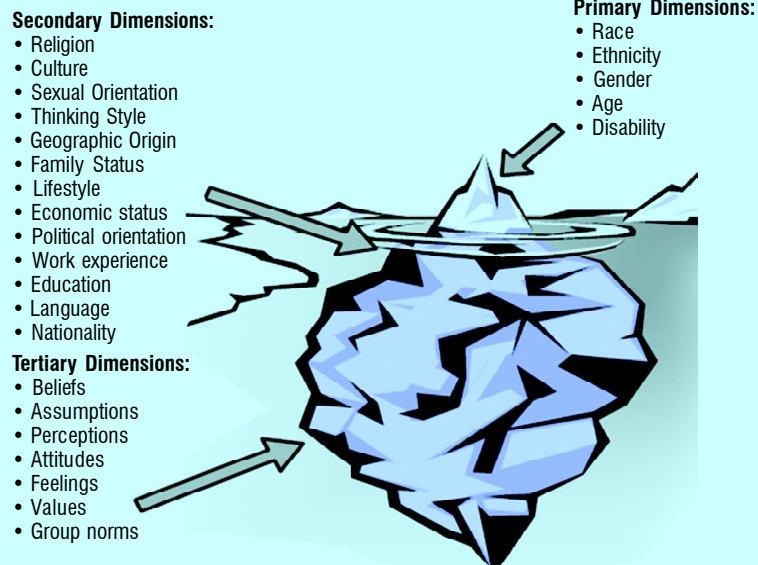 Secondary Dimensions:
• Religion
• Culture
• Sexual Orientation
• Thinking Style
• Geographic Origin
• Family Status
• Lifestyle
• Economic status
• Political orientation
• Work experience
• Education
• Language
• Nationality
Tertiary Dimensions:
• Beliefs
• Assumptions
• Perceptions
• Attitudes
• Feelings
• Values
• Group norms
Primary Dimensions:
• Race
• Ethnicity
• Gender
• Age
• Disability